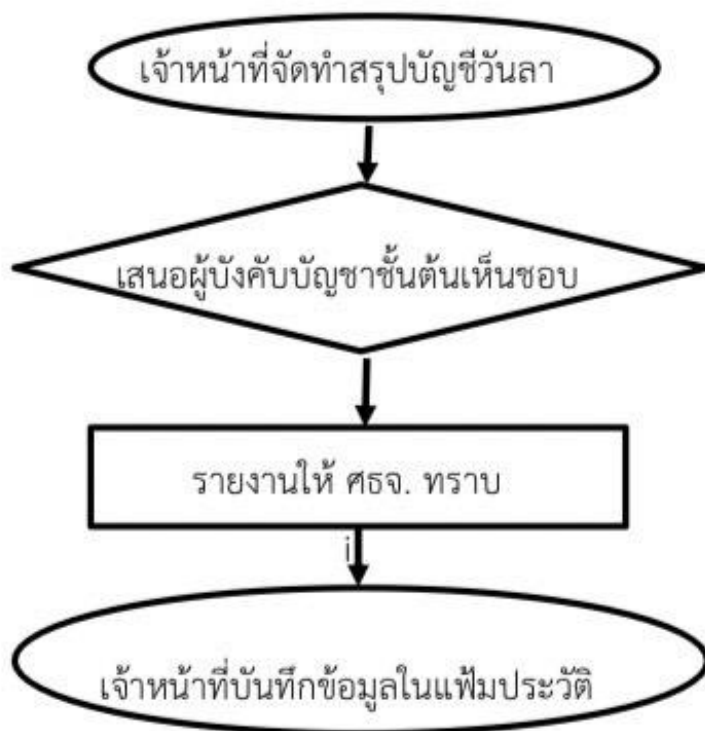 เจ้าหน้าที่จัดทำสรุปบัญชีวันลา
เสนอผู้บังคับบัญชาชั้นต้นเห็นชอบ
รายงานให้ ศธจ. ทราบ
i
เจ้าหน้าที่บันทึกข้อมูลในแฟ้มประวัติ